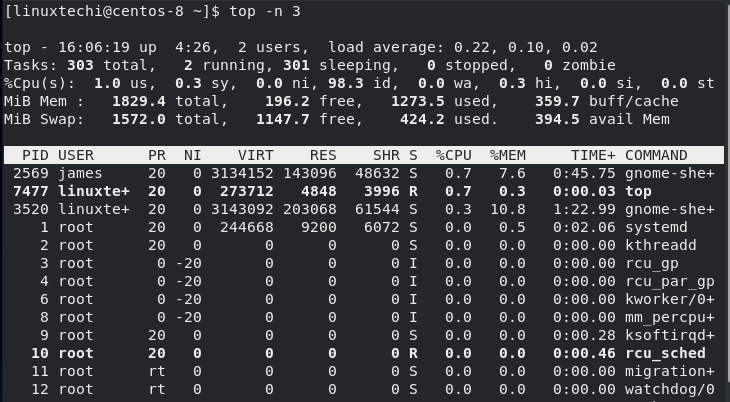 [linuxtechi@centos-8 ~]$ top -n 3
top - 16:06:19 up  4:26,  2 users,  load average: 0.22, 0.10, 0.02
Tasks: 303 total,   2 running, 301 sleeping,   0 stopped,   0 zombie
%Cpu(s):  1.0 us,  0.3 sy,  0.0 ni, 98.3 id,  0.0 wa,  0.3 hi,  0.0 si,  0.0 st
MiB Mem :   1829.4 total,    196.2 free,   1273.5 used,    359.7 buff/cache
MiB Swap:   1572.0 total,   1147.7 free,    424.2 used.    394.5 avail Mem
PID USER      PR  NI    VIRT    RES    SHR S  %CPU  %MEM     TIME+ COMMAND
2569 james     20   0 3134152 143096  48632 S   0.7   7.6   0:45.75 gnome-she+
7477 linuxte+  20   0  273712   4848   3996 R   0.7   0.3   0:00.03 top
3520 linuxte+  20   0 3143092 203068  61544 S   0.3  10.8   1:22.99 gnome-she+
1 root      20   0  244668   9200   6072 S   0.0   0.5   0:02.06 systemd
2 root      20   0       0      0      0 S   0.0   0.0   0:00.00 kthreadd
3 root       0 -20       0      0      0 I   0.0   0.0   0:00.00 rcu_gp
4 root       0 -20       0      0      0 I   0.0   0.0   0:00.00 rcu_par_gp
6 root       0 -20       0      0      0 I   0.0   0.0   0:00.00 kworker/0+
8 root       0 -20       0      0      0 I   0.0   0.0   0:00.00 mm_percpu+
9 root      20   0       0      0      0 S   0.0   0.0   0:00.28 ksoftirqd+
10 root      20   0       0      0      0 R   0.0   0.0   0:00.46 rcu_sched
11 root      rt   0       0      0      0 S   0.0   0.0   0:00.00 migration+
12 root      rt   0       0      0      0 S   0.0   0.0   0:00.00 watchdog/0